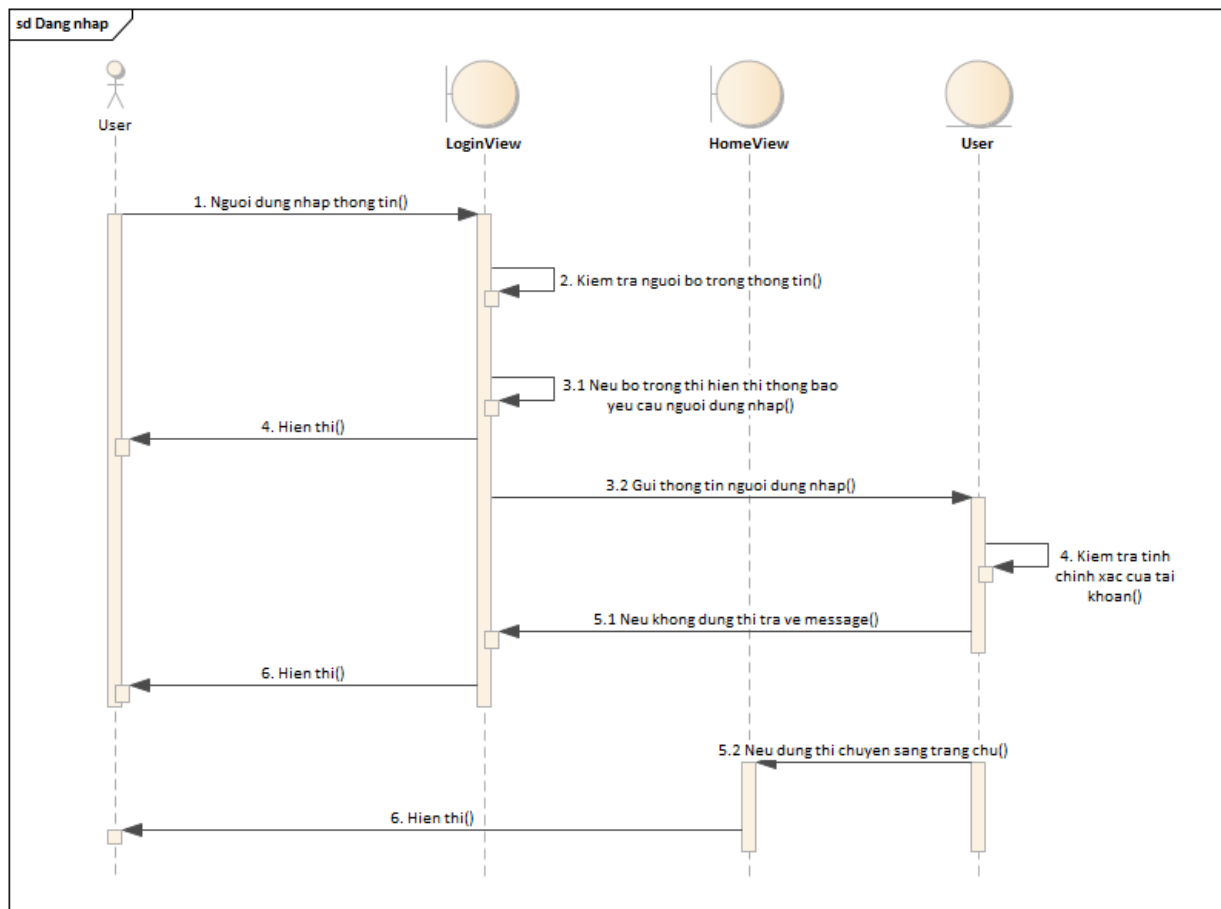 sd Dang nhap
User
LoginView
HomeView
User
1. Nguoi dung nhap thong tin()
2. Kiem tra nguoi bo trong thong tin()
3.1 Neu bo trong thi hien thi thong bao
yeu cau nguoi dung nhap()
4. Hien thi()
3.2 Gui thong tin nguoi dung nhap()
4. Kiem tra tinh
chinh xac cua tai
khoan()
5.1 Neu khong dung thi tra ve message()
6. Hien thi()
5.2 Neu dung thi chuyen sang trang chu()
6. Hien thi()